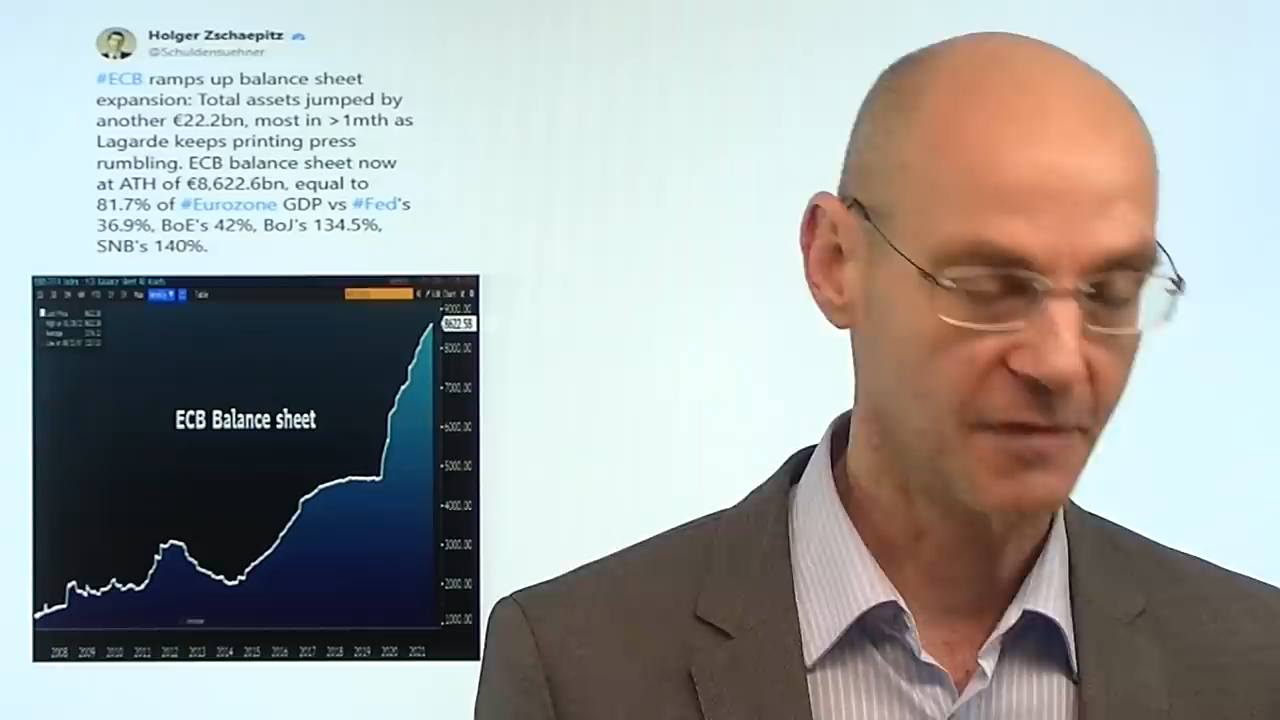 Holger Zschaepitz
@Schuldensuehner
#ECB ramps up balance sheet
expansion: Total assets jumped by
another €22.2bn, most in >1mth as
Lagarde keeps printing press
rumbling. ECB balance sheet now
at ATH of €8,622.6bn, equal to
81.7% of #Eurozone GDP vs #Fed's
36.9%, BoE's 42%, BoJ's 134.5%,
SNB's 140%.
Table
9000.00
8622.58
8000.00
7000.00
ECB Balance sheet
6000.00
5000.00
4000.00
3000.00
2000.00
1000.00
2008 2009 2010 2011 2012 2013 2014 2015 2016 2017 2018 2019 2020 2021